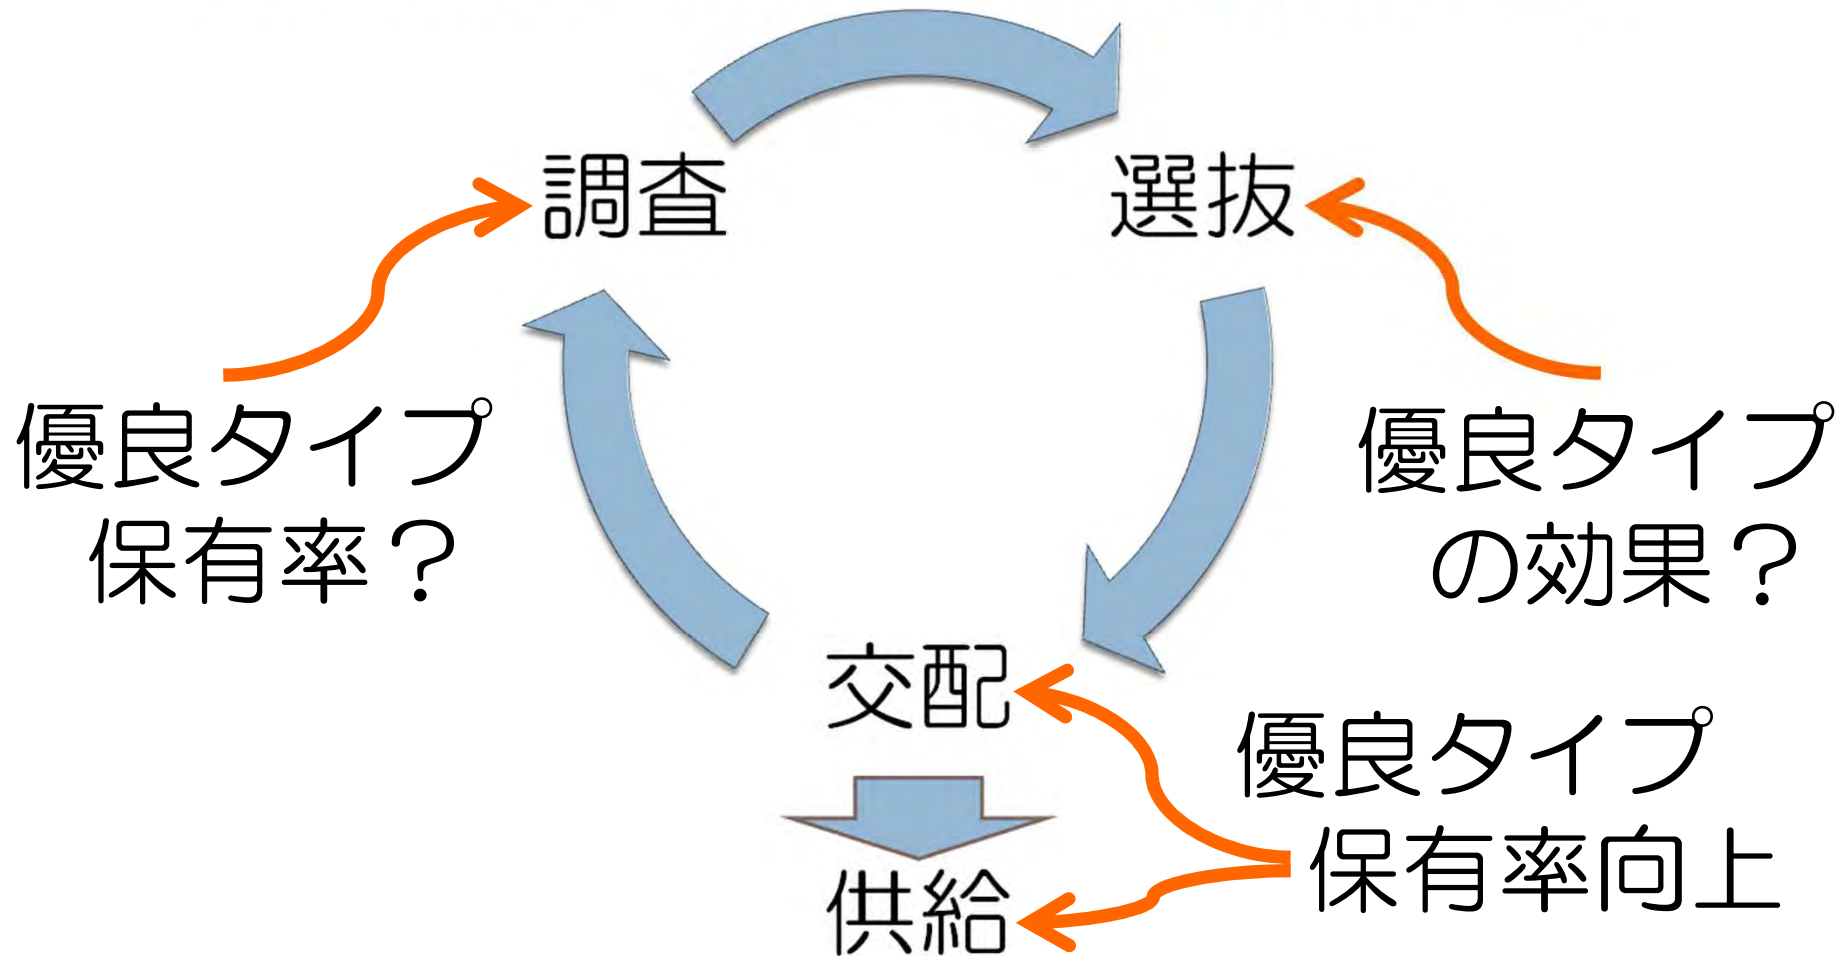 調査
選抜
優良タイプ
保有率？
優良タイプ
の効果？
交配
優良タイプ
保有率向上
供給